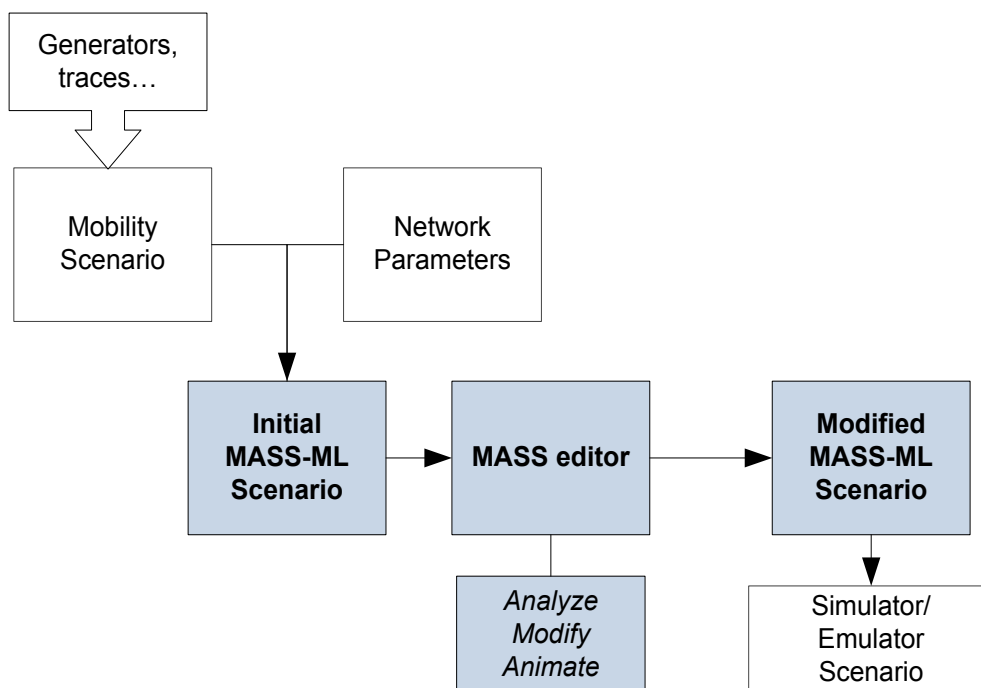 Generators,
traces…
Mobility
Scenario
Network
Parameters
Initial
MASS-ML
Scenario
MASS editor
Modified
MASS-ML
Scenario
Analyze
Modify
Animate
Simulator/
Emulator
Scenario